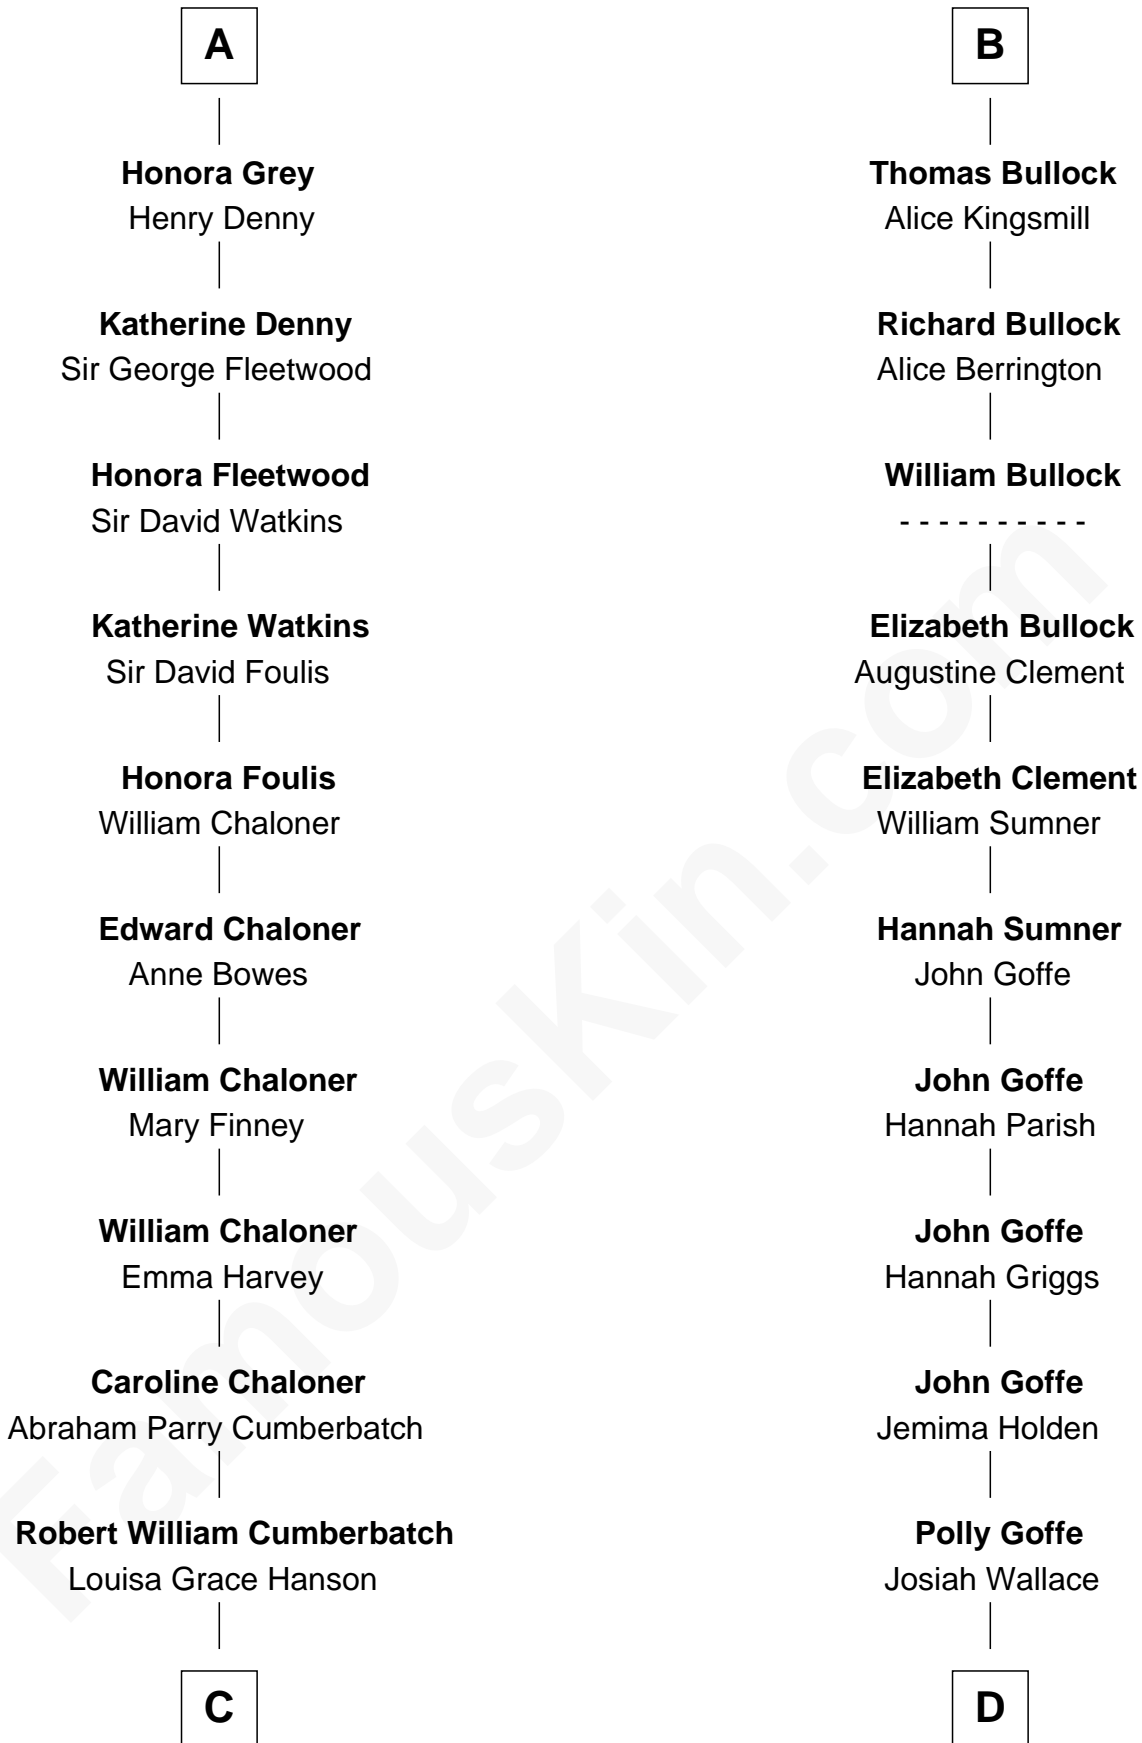 A
Honora Grey
Henry Denny
Katherine Denny
Sir George Fleetwood
Honora Fleetwood
Sir David Watkins
Katherine Watkins
Sir David Foulis
Honora Foulis
William Chaloner
Edward Chaloner
Anne Bowes
William Chaloner
Mary Finney
William Chaloner
Emma Harvey
Caroline Chaloner
Abraham Parry Cumberbatch
Robert William Cumberbatch
Louisa Grace Hanson
C
B
Thomas Bullock
Alice Kingsmill
Richard Bullock
Alice Berrington
William Bullock
- - - - - - - - - -
Elizabeth Bullock
Augustine Clement
Elizabeth Clement
William Sumner
Hannah Sumner
John Goffe
John Goffe
Hannah Parish
John Goffe
Hannah Griggs
John Goffe
Jemima Holden
Polly Goffe
Josiah Wallace
D
FamousKin.com